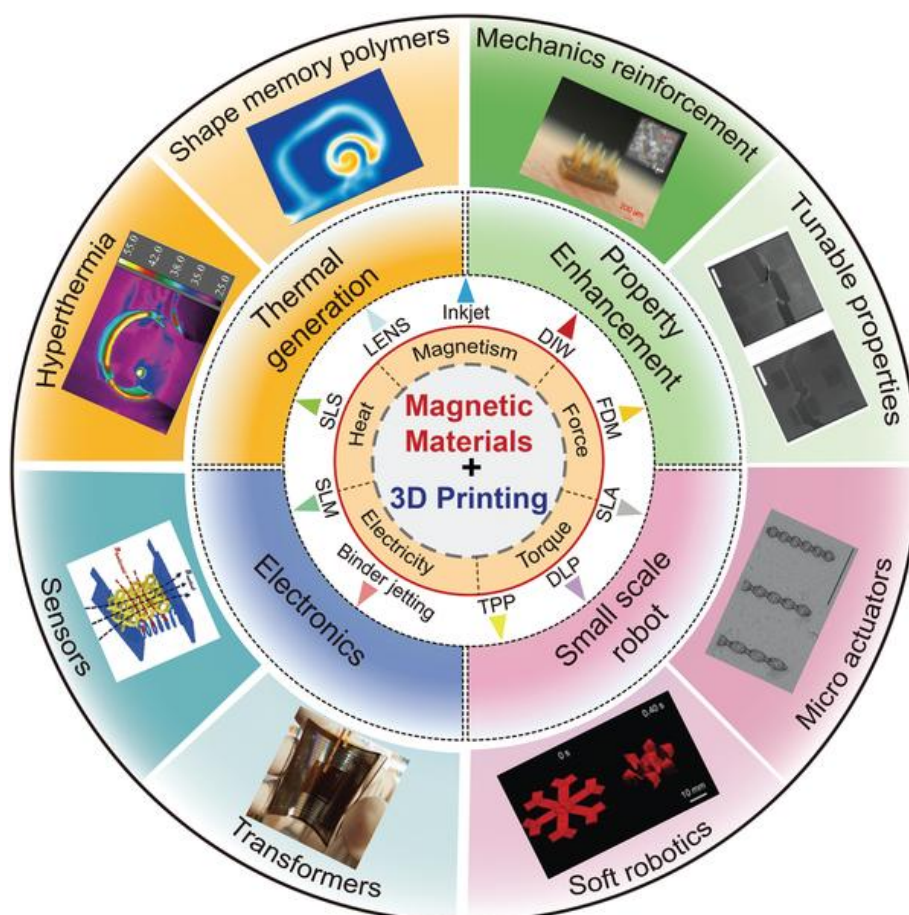 Shape memory polymers
Mechanics reinforcement
Hyperthermia
Tunable properties
Sensors
Micro actuators
Transformers
Soft robotics
Thermal
generation
Property
Enhancement
Electronics
Small scale
robot
Inkjet
LENS
DIW
SLS
FDM
SLM
SLA
Binder jetting
DLP
TPP
Magnetism
Heat
Force
Electricity
Torque
Magnetic
Materials
+
3D Printing
55.0
42.0
38.0
35.0
25.0
200 µm
0 s
0.40 s
10 mm